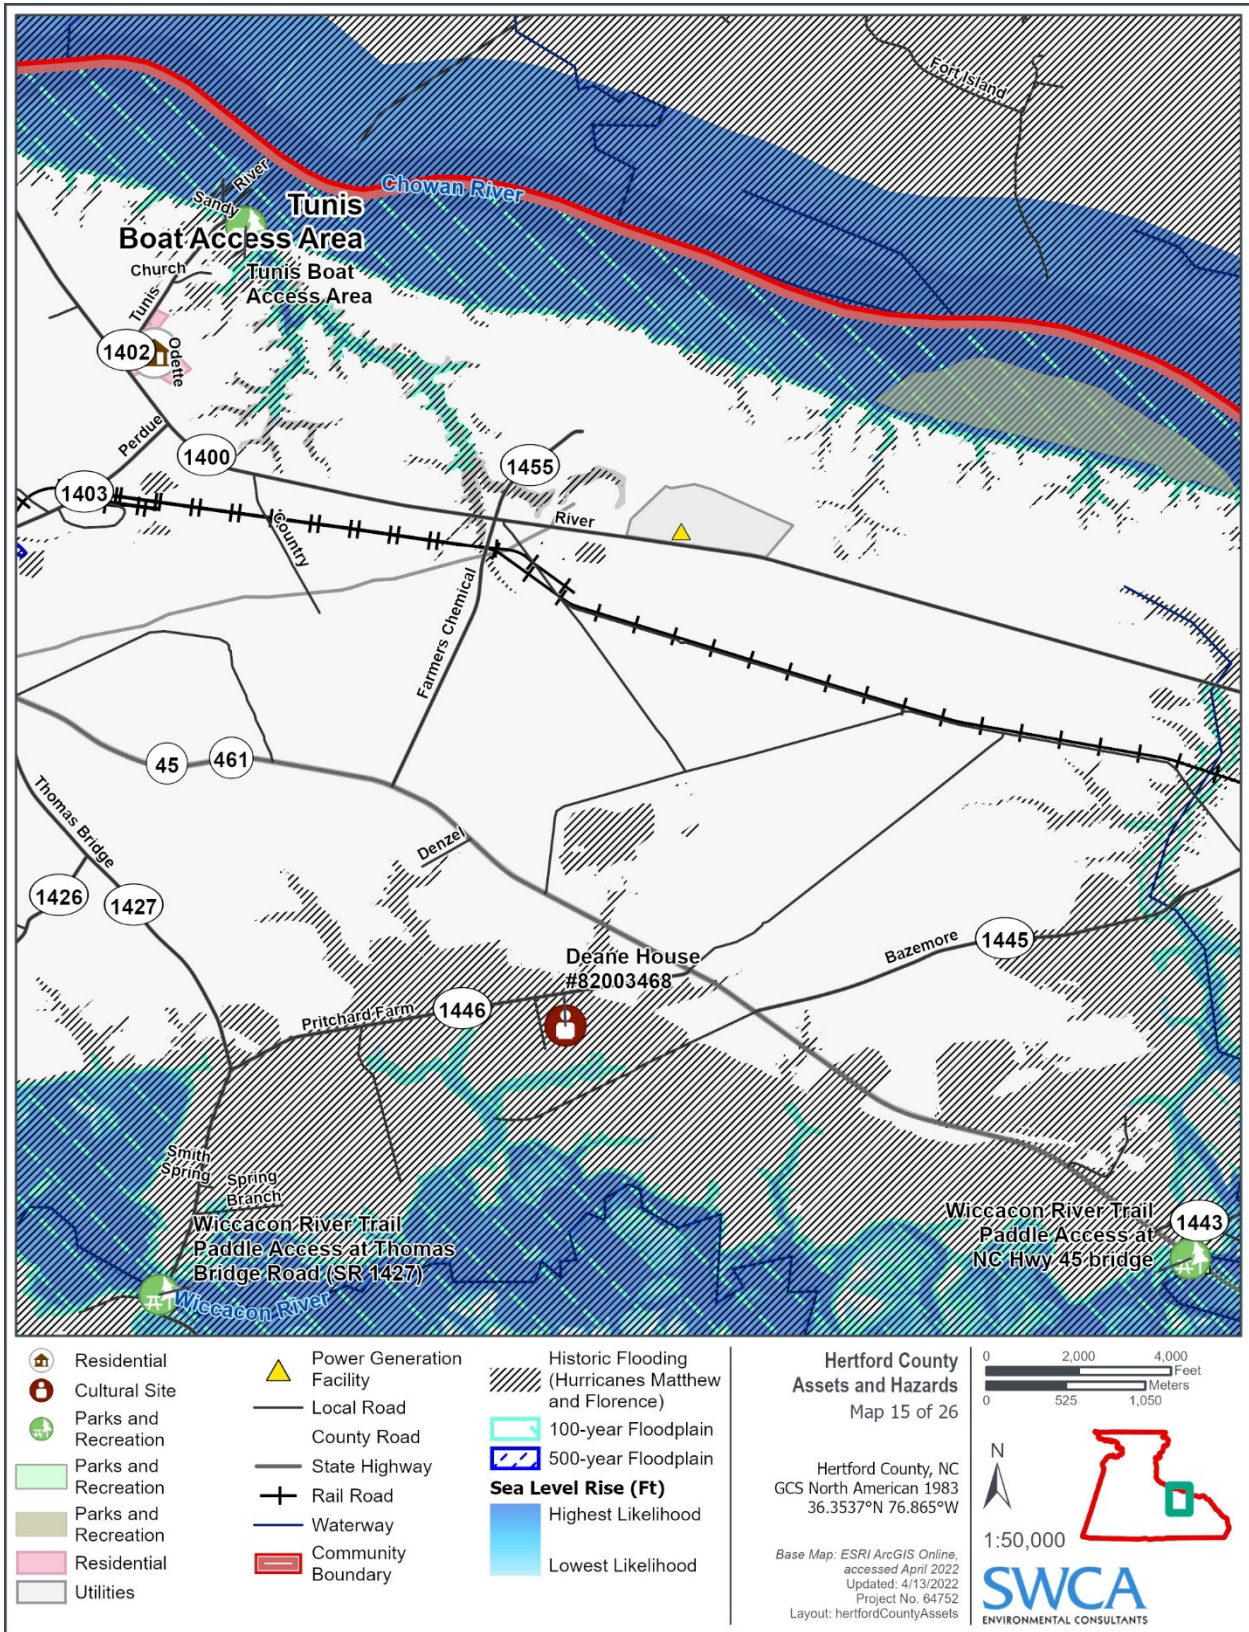 Fort Island
Chowan River
River
Sandy
Tunis
Boat Access Area
Church
Tunis Boat
Access Area
Tunis
1402
Odette
Perdue
1400
1455
1403
River
Country
Farmers Chemical
45
461
Thomas Bridge
Denzel
1426
1427
Deane House
#82003468
Bazemore
1445
1446
Pritchard Farm
Smith
Spring
Spring
Branch
Wiccacon River Trail
Paddle Access at Thomas
Bridge Road (SR 1427)
Wiccacon River
Wiccacon River Trail
Paddle Access at
NC Hwy 45 bridge
1443
Residential
Cultural Site
Parks and
Recreation
Parks and
Recreation
Parks and
Recreation
Residential
Utilities
Power Generation
Facility
Local Road
County Road
State Highway
Rail Road
Waterway
Community
Boundary
Historic Flooding
(Hurricanes Matthew
and Florence)
100-year Floodplain
500-year Floodplain
Sea Level Rise (Ft)
Highest Likelihood
Lowest Likelihood
Hertford County
Assets and Hazards
Map 15 of 26
Hertford County, NC
GCS North American 1983
36.3537°N 76.865°W
Base Map: ESRI ArcGIS Online,
accessed April 2022
Updated: 4/13/2022
Project No. 64752
Layout: hertfordCountyAssets
0 2,000 4,000
Feet
Meters
0 525 1,050
N
1:50,000
SWCA
ENVIRONMENTAL CONSULTANTS